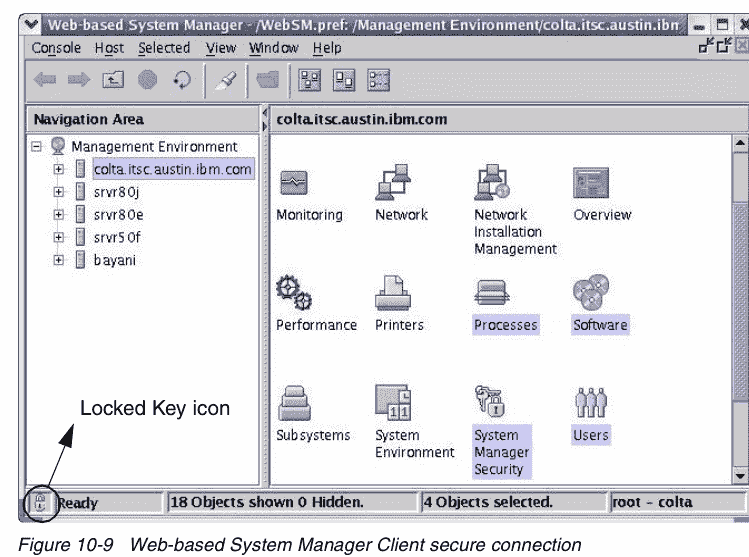 Web-based System Manager - /WebSM.pref: /Management Environment/colta.itsc.austin.ibm
Console Host Selected View Window Help
Navigation Area
colta.itsc.austin.ibm.com
Management Environment
colta.itsc.austin.ibm.com
srvr80j
srvr80e
srvr50f
bayani
Monitoring
Network
Network
Installation
Management
Overview
Performance
Printers
Processes
Software
Subsystems
System
Environment
System
Manager
Security
Users
11
Locked Key icon
Ready
18 Objects shown 0 Hidden.
4 Objects selected.
root - colta
Figure 10-9 Web-based System Manager Client secure connection